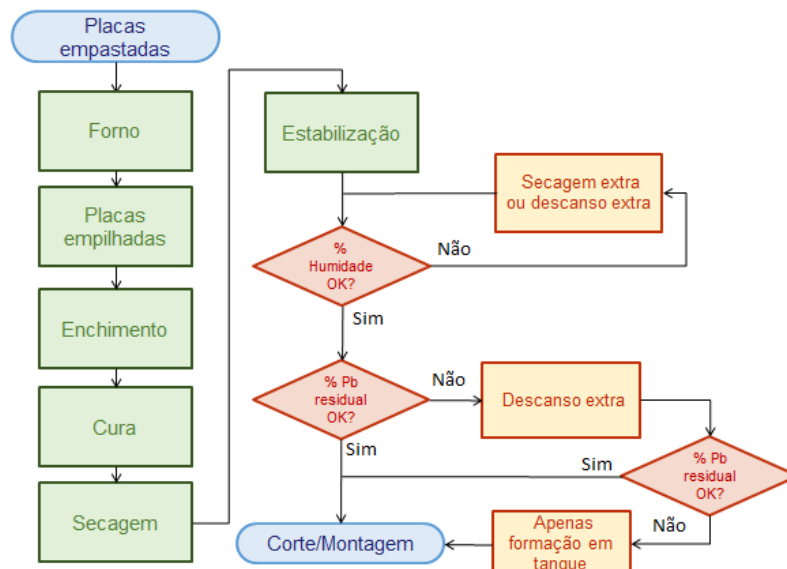 Placas
empastadas
Forno
Placas
empilhadas
Enchimento
Cura
Secagem
Estabilização
Secagem extra
ou descanso extra
%
Humidade
OK?
Não
Sim
% Pb
residual
OK?
Não
Descanso extra
Sim
Sim
% Pb
residual
OK?
Não
Corte/Montagem
Apenas
formação em
tanque